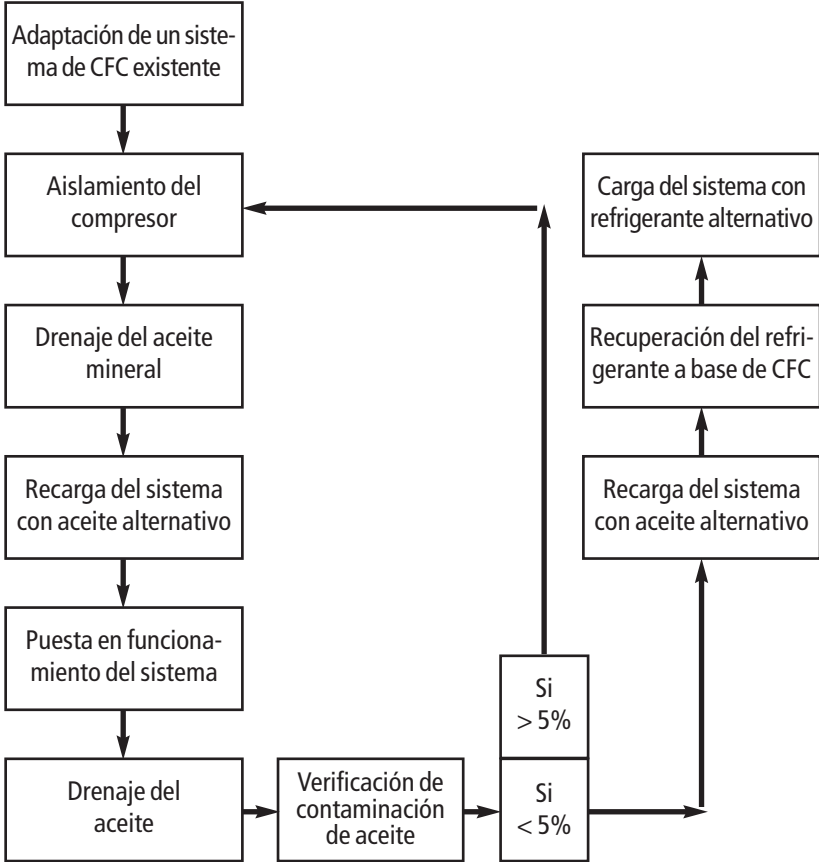 Adaptación de un siste-
ma de CFC existente
Aislamiento del
compresor
Drenaje del aceite
mineral
Recarga del sistema
con aceite alternativo
Puesta en funciona-
miento del sistema
Drenaje del
aceite
Verificación de
contaminación
de aceite
Si
> 5%
Si
< 5%
Recarga del sistema
con aceite alternativo
Recuperación del refri-
gerante a base de CFC
Carga del sistema con
refrigerante alternativo